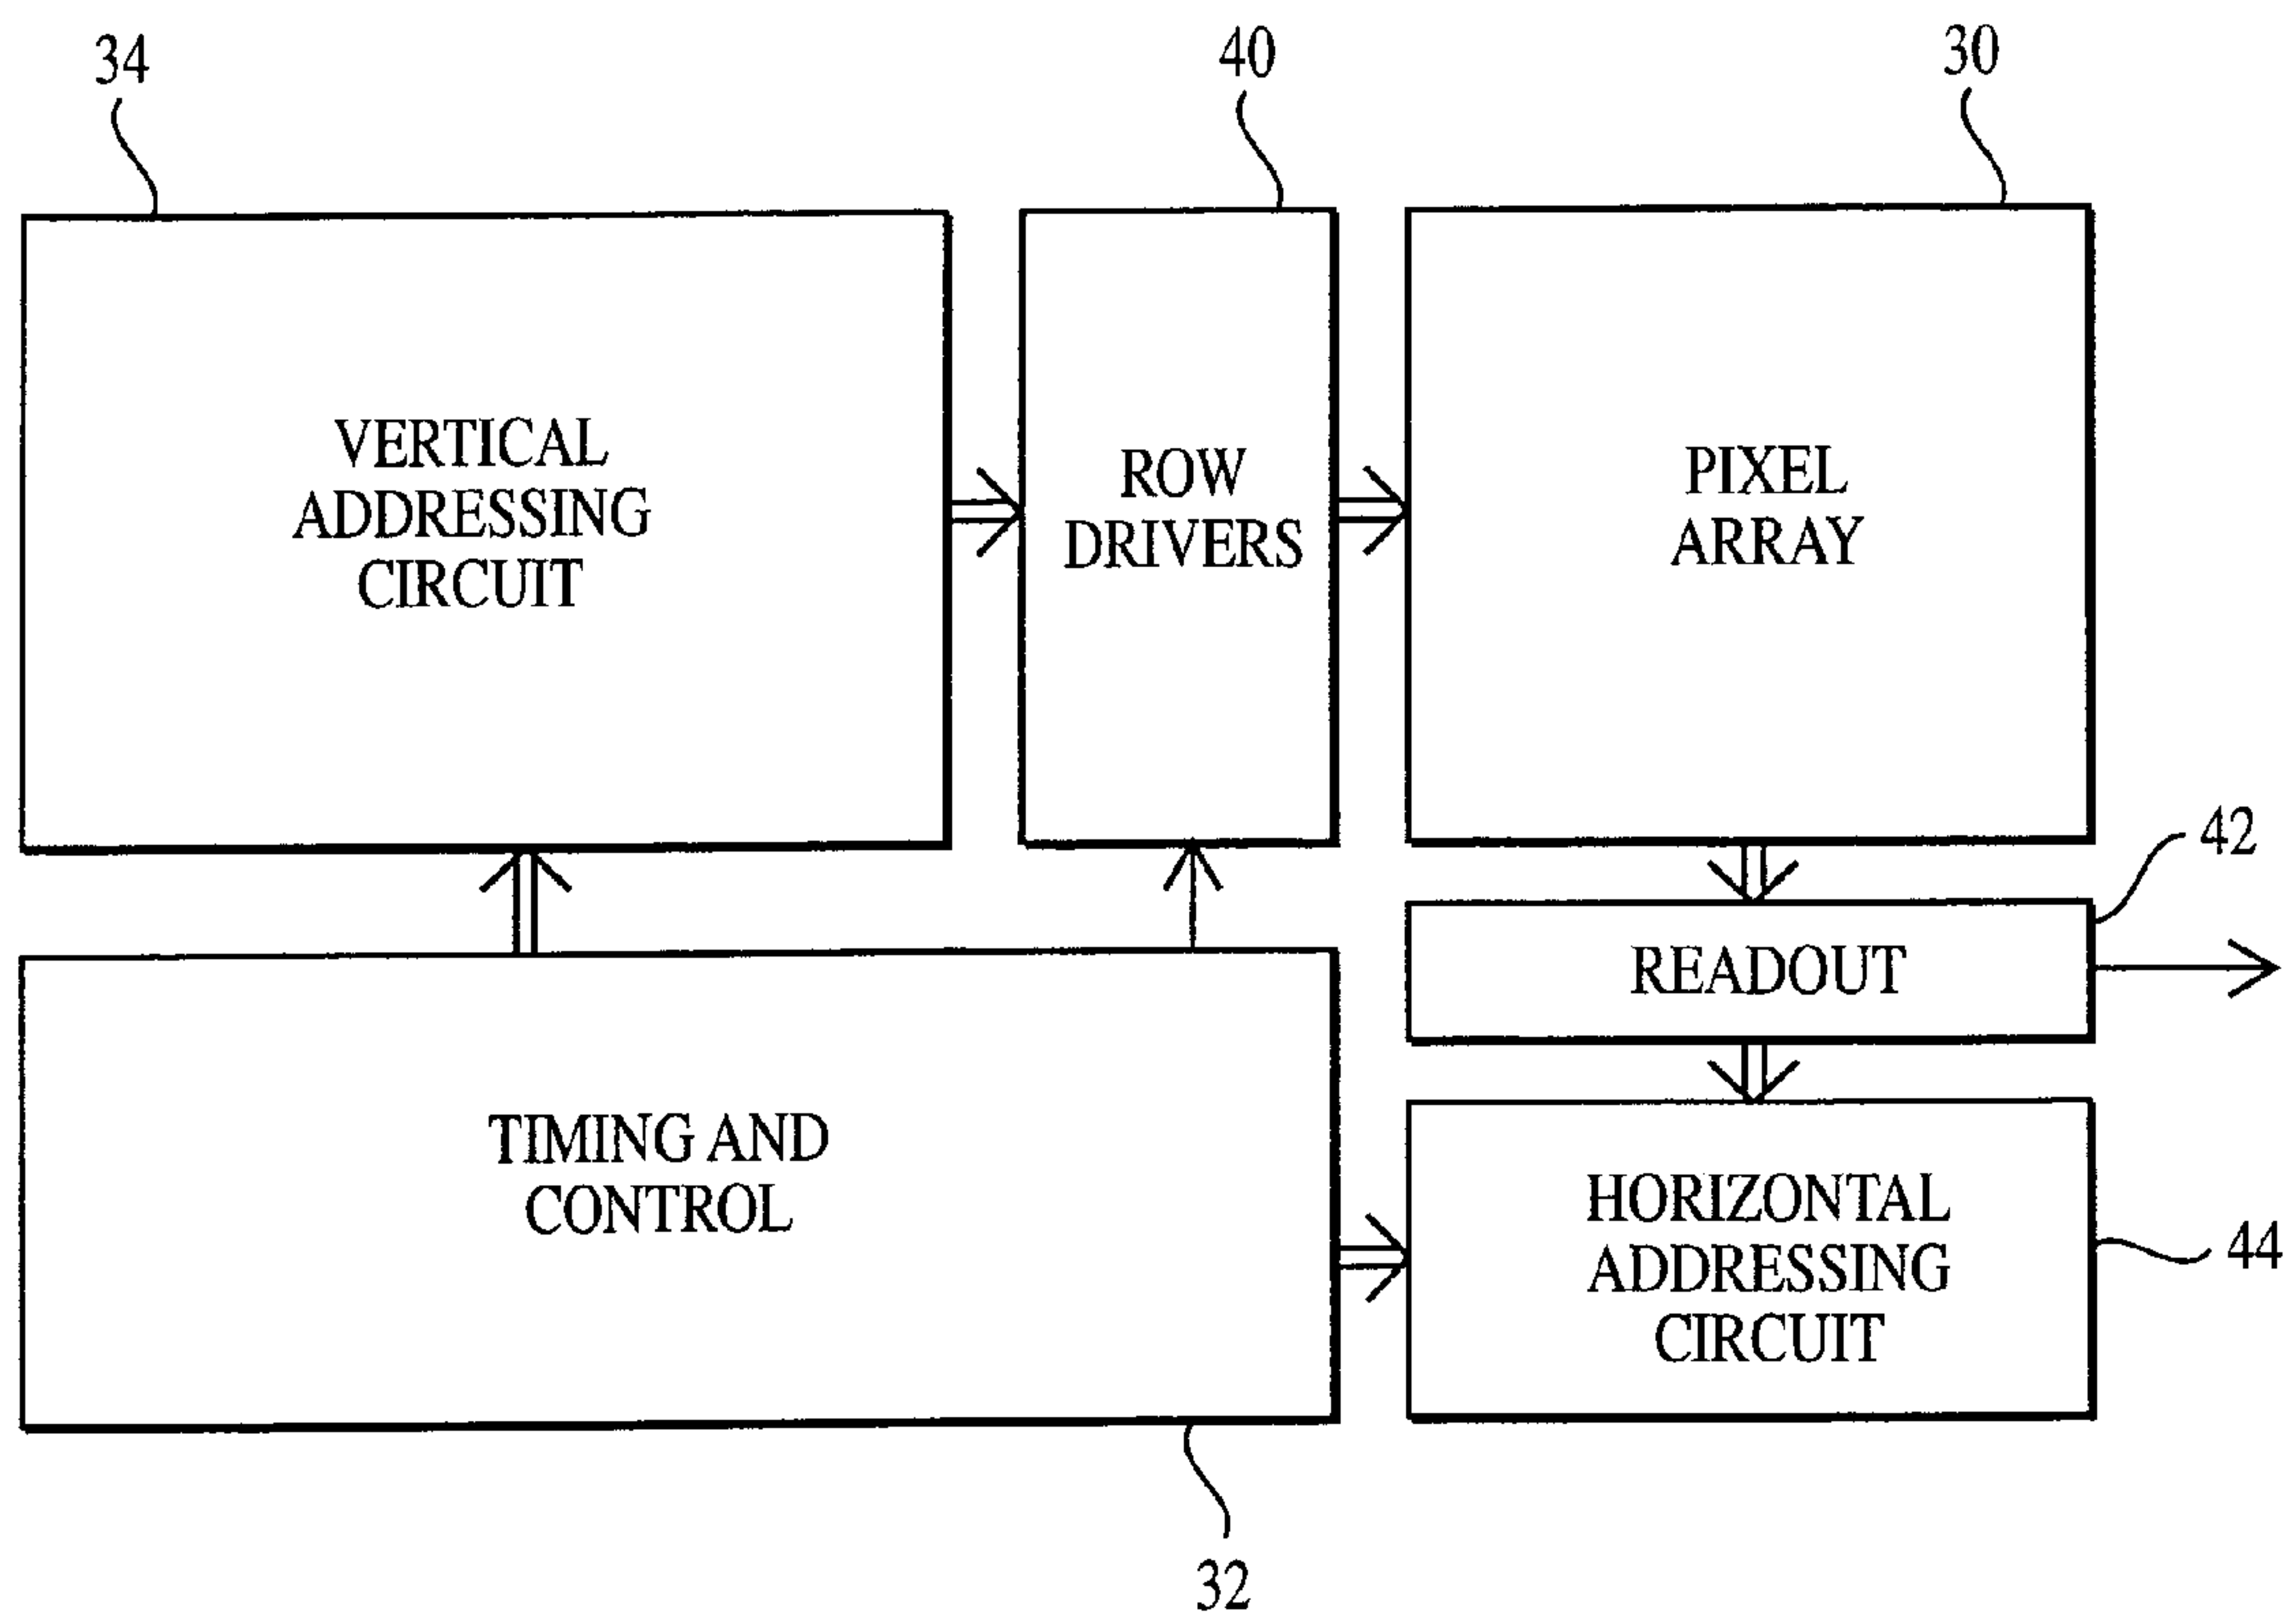 34
40
30
VERTICAL
ADDRESSING
CIRCUIT
ROW
DRIVERS
PIXEL
ARRAY
42
READOUT
TIMING AND
CONTROL
HORIZONTAL
ADDRESSING
CIRCUIT
44
32